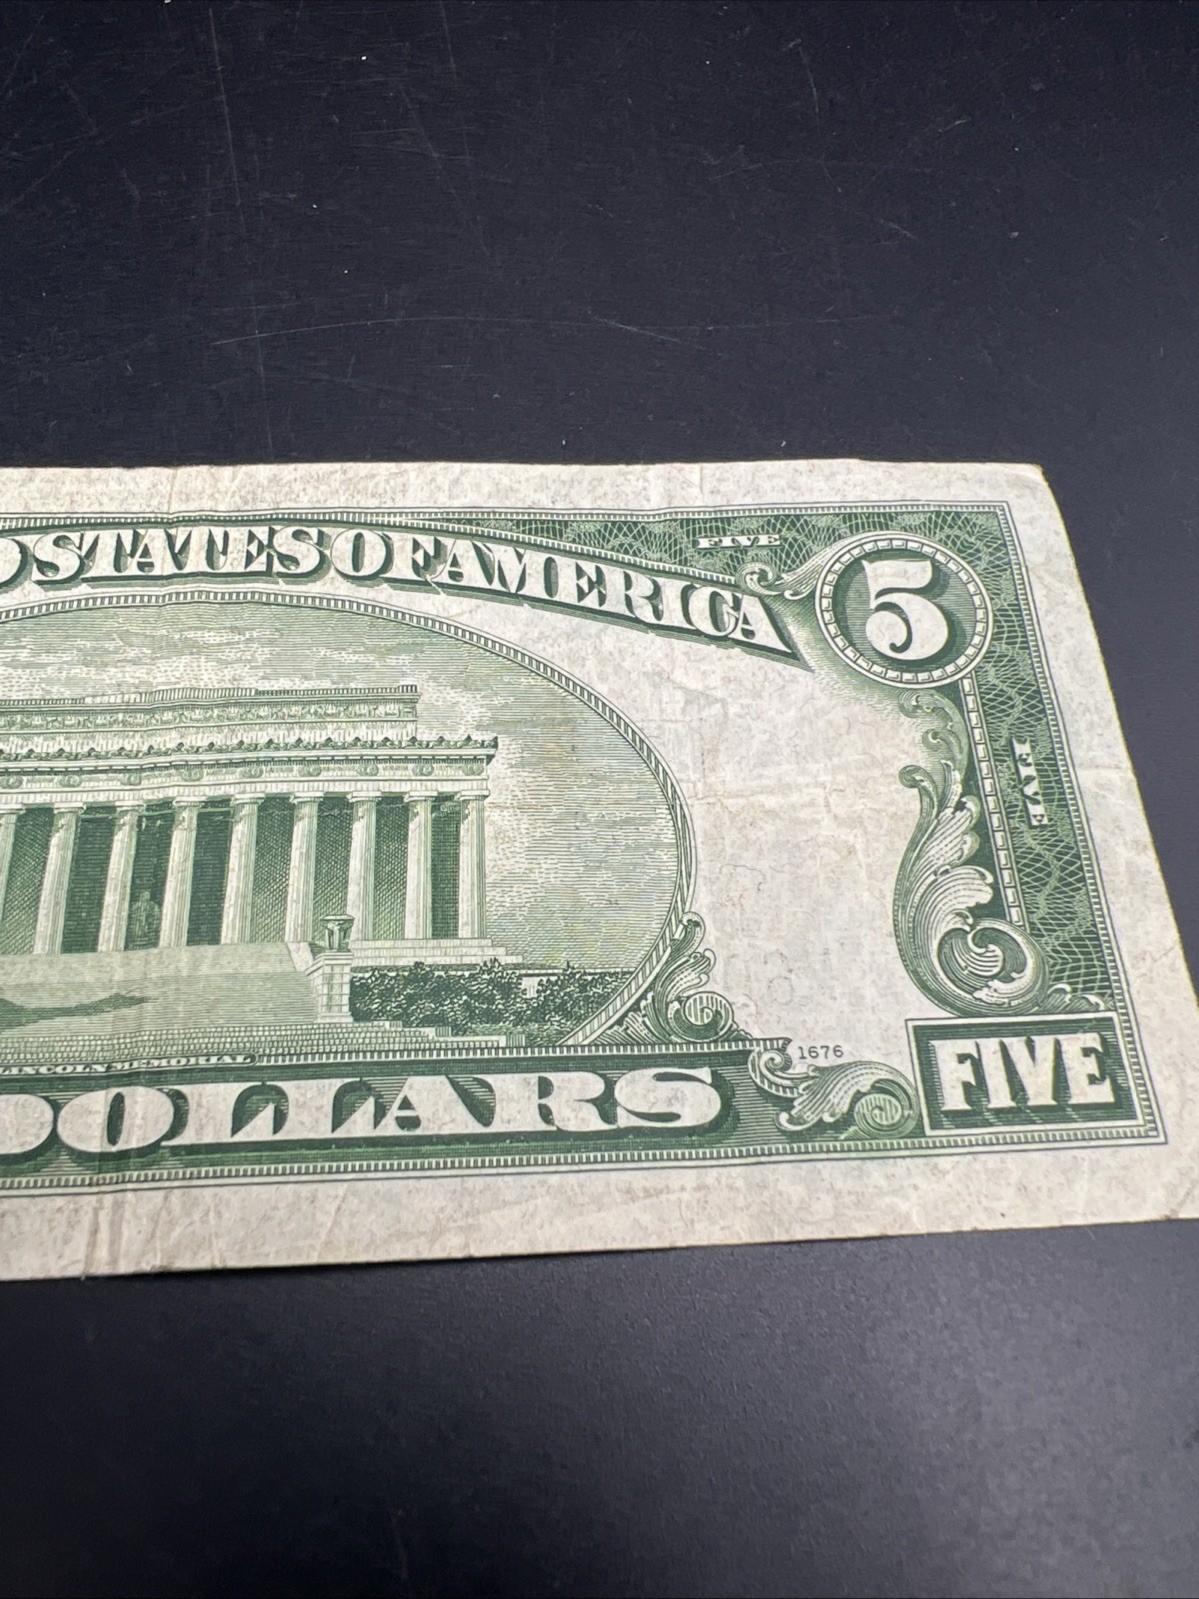 D STATES OF AMERICA
FIVE
5
FIVE
LINCOLN MEMORIAL
1676
DOLLARS
FIVE